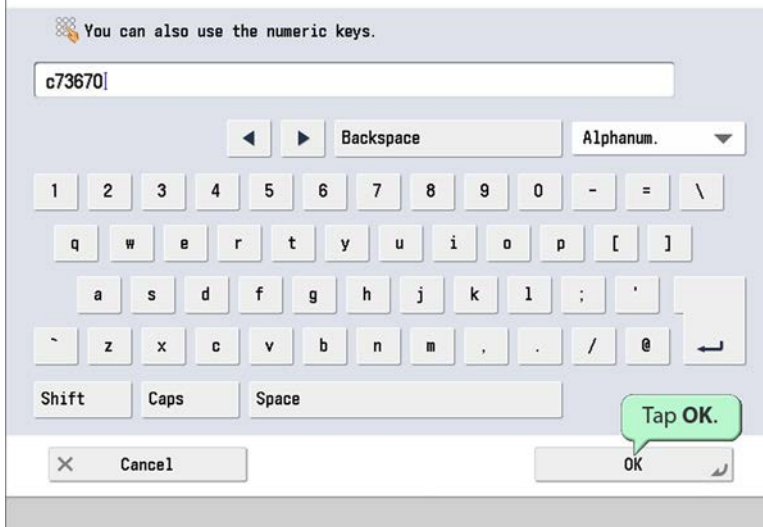 You can also use the numeric keys.
c73670
Backspace Alphanum.
1 2 3 4 5 6 7 8 9 0 - = \
q w e r t y u i o p [ ]
a s d f g h j k l ; '
` z x c v b n m , . / @
Shift Caps Space
Tap OK.
Cancel OK